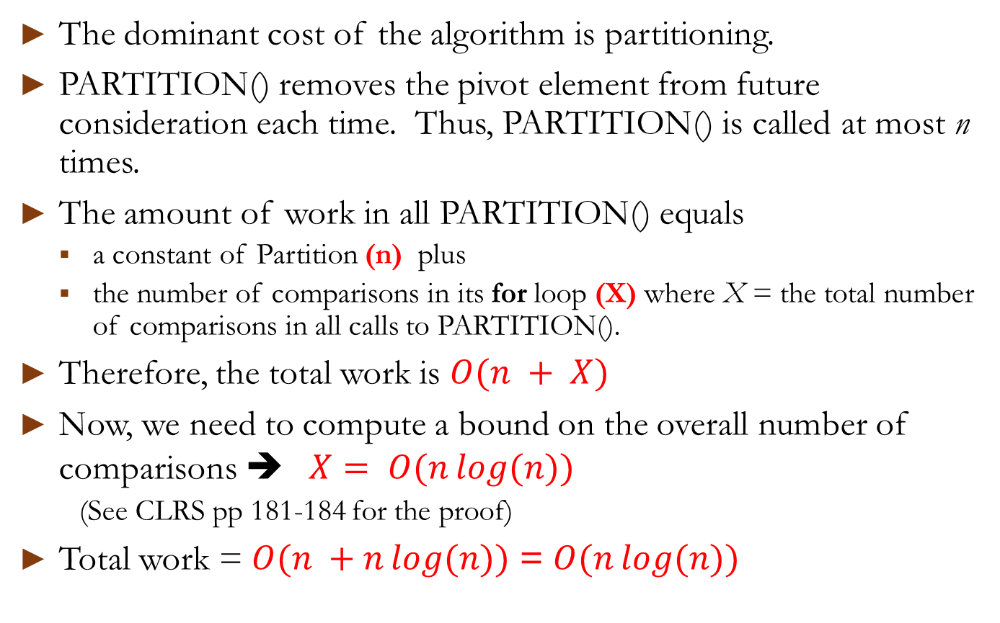 ► The dominant cost of the algorithm is partitioning.
► PARTITION() removes the pivot element from future
consideration each time. Thus, PARTITION() is called at most n
times.
► The amount of work in all PARTITION() equals
▪ a constant of Partition (n) plus
▪ the number of comparisons in its for loop (X) where X = the total number
of comparisons in all calls to PARTITION().
► Therefore, the total work is O(n + X)
► Now, we need to compute a bound on the overall number of
comparisons ➔ X = O(n log(n))
(See CLRS pp 181-184 for the proof)
► Total work = O(n + n log(n)) = O(n log(n))